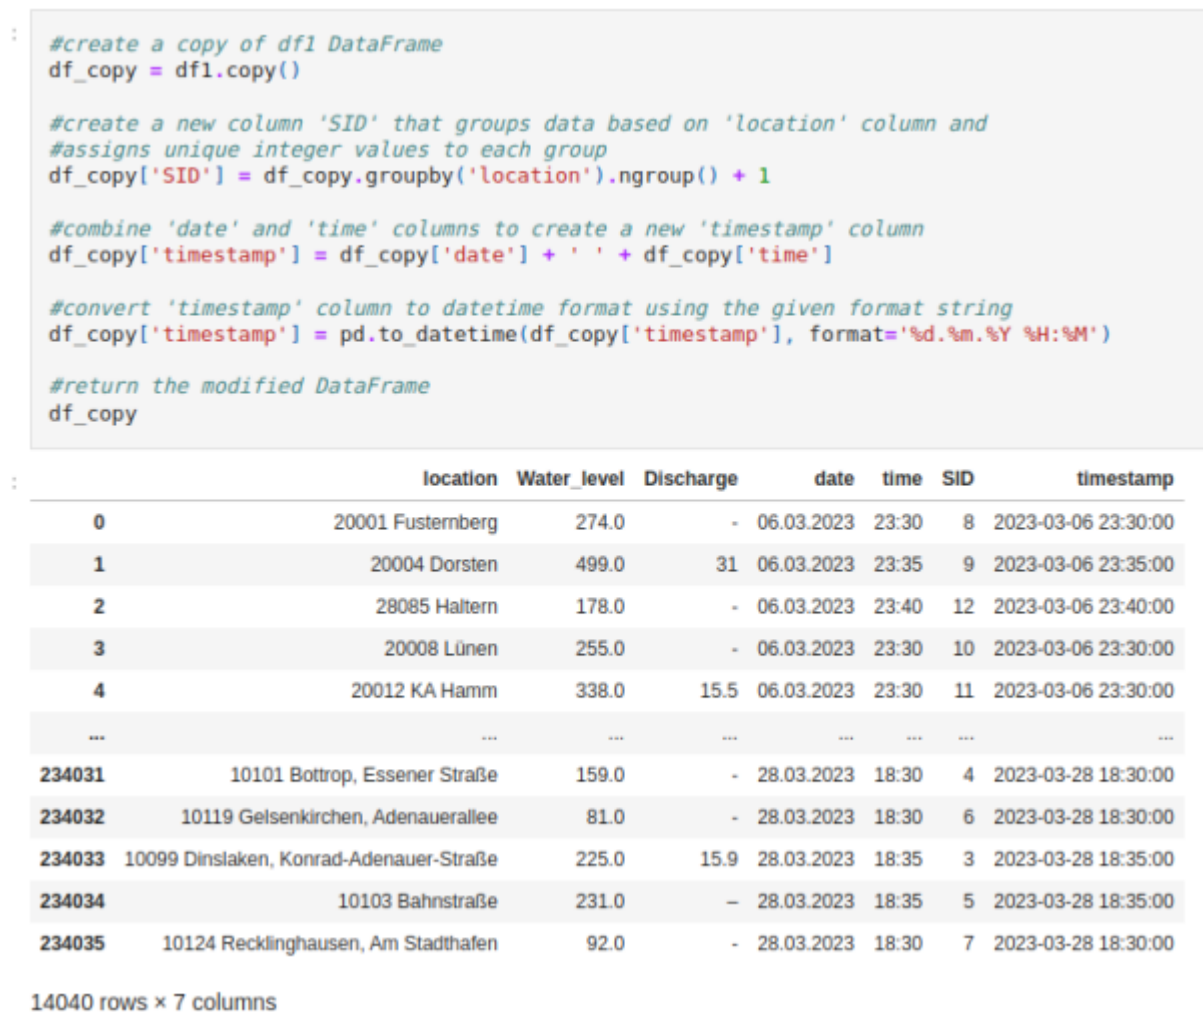 #create a copy of df1 DataFrame
df_copy = df1.copy()
#create a new column 'SID' that groups data based on 'location' column and
#assigns unique integer values to each group
df_copy['SID'] = df_copy.groupby('location').ngroup() + 1
#combine 'date' and 'time' columns to create a new 'timestamp' column
df_copy['timestamp'] = df_copy['date'] + ' ' + df_copy['time']
#convert 'timestamp' column to datetime format using the given format string
df_copy['timestamp'] = pd.to_datetime(df_copy['timestamp'], format='%d.%m.%Y %H:%M')
#return the modified DataFrame
df_copy
location Water_level Discharge date time SID timestamp
0 20001 Fusternberg 274.0 - 06.03.2023 23:30 8 2023-03-06 23:30:00
1 20004 Dorsten 499.0 31 06.03.2023 23:35 9 2023-03-06 23:35:00
2 28085 Haltern 178.0 - 06.03.2023 23:40 12 2023-03-06 23:40:00
3 20008 Lünen 255.0 - 06.03.2023 23:30 10 2023-03-06 23:30:00
4 20012 KA Hamm 338.0 15.5 06.03.2023 23:30 11 2023-03-06 23:30:00
... ... ... ... ... ... ... ...
234031 10101 Bottrop, Essener Straße 159.0 - 28.03.2023 18:30 4 2023-03-28 18:30:00
234032 10119 Gelsenkirchen, Adenauerallee 81.0 - 28.03.2023 18:30 6 2023-03-28 18:30:00
234033 10099 Dinslaken, Konrad-Adenauer-Straße 225.0 15.9 28.03.2023 18:35 3 2023-03-28 18:35:00
234034 10103 Bahnstraße 231.0 – 28.03.2023 18:35 5 2023-03-28 18:35:00
234035 10124 Recklinghausen, Am Stadthafen 92.0 - 28.03.2023 18:30 7 2023-03-28 18:30:00
14040 rows × 7 columns